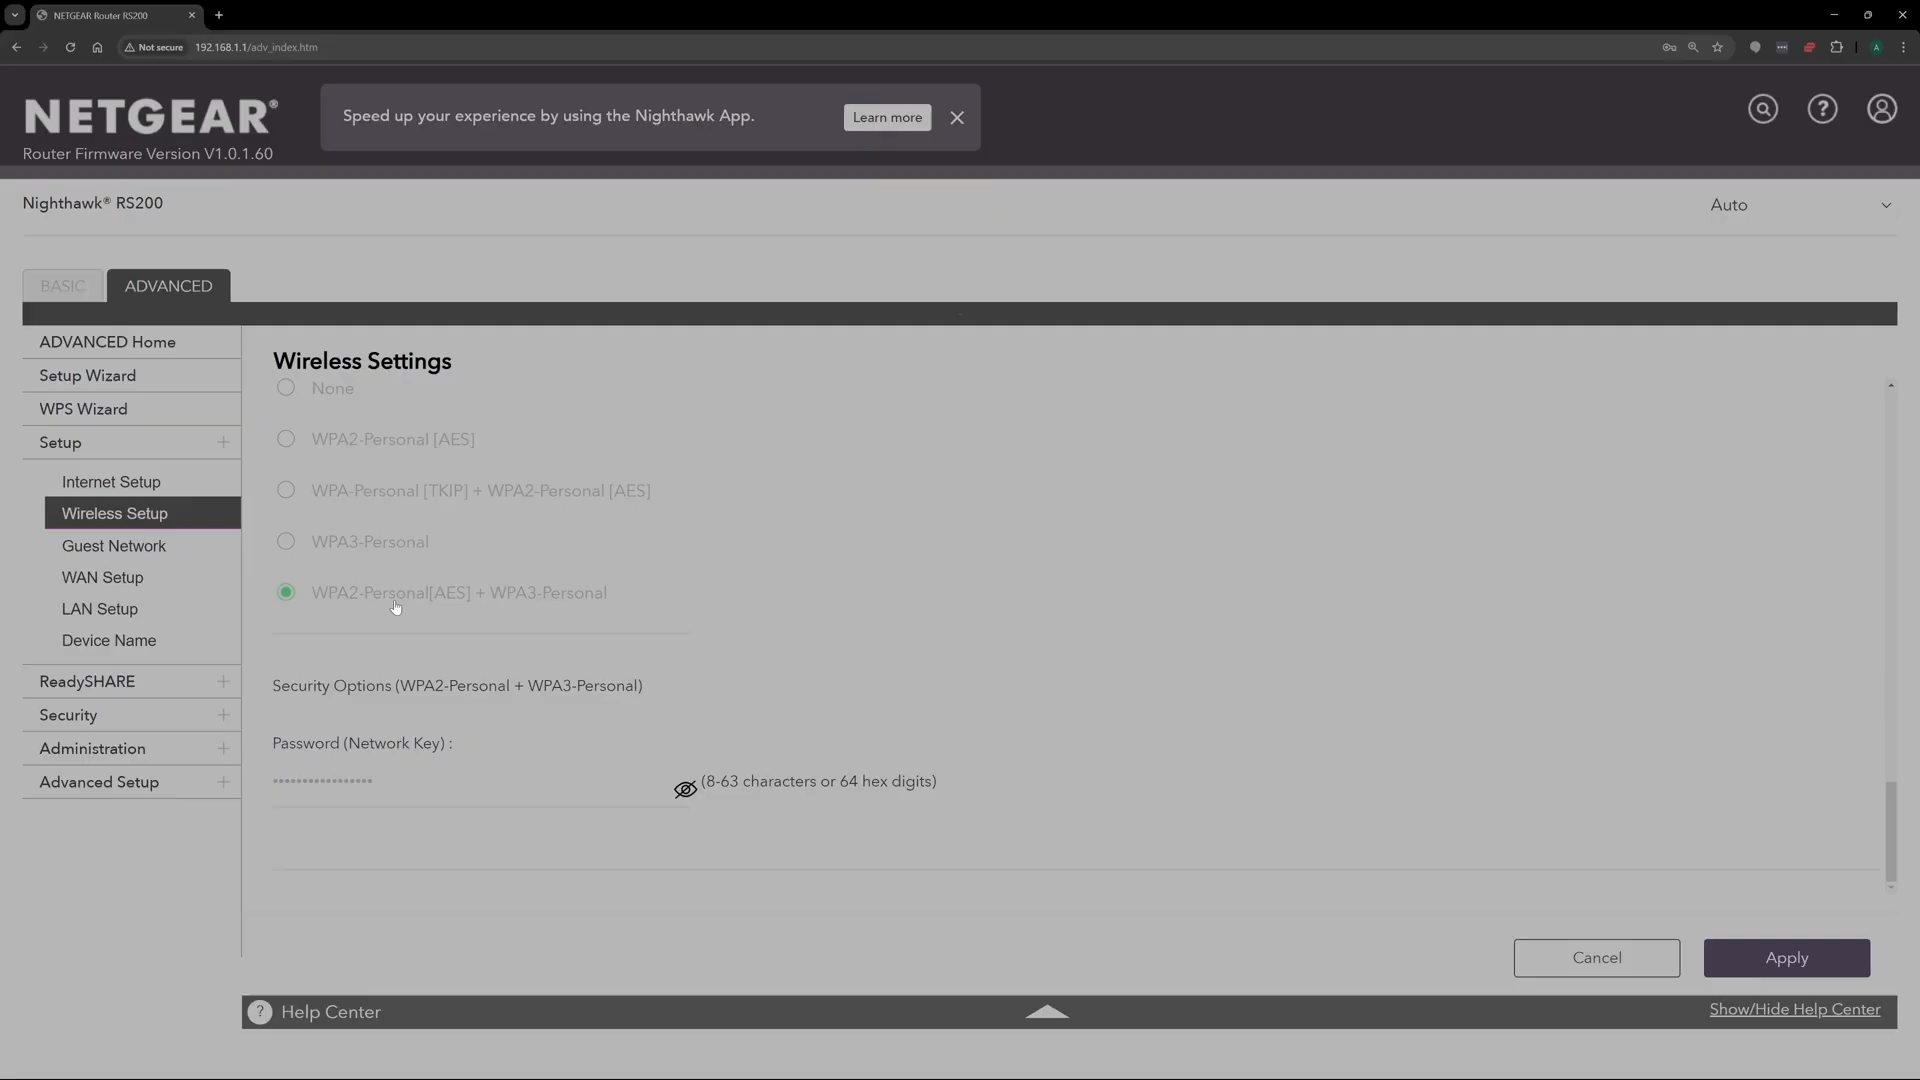 NETGEAR Router RS200
Not secure 192.168.1.1/adv_index.htm
A
NETGEAR®
Router Firmware Version V1.0.1.60
Speed up your experience by using the Nighthawk App.
Learn more
Nighthawk® RS200
Auto
BASIC
ADVANCED
ADVANCED Home
Setup Wizard
WPS Wizard
Setup
Internet Setup
Wireless Setup
Guest Network
WAN Setup
LAN Setup
Device Name
ReadySHARE
Security
Administration
Advanced Setup
Wireless Settings
None
WPA2-Personal [AES]
WPA-Personal [TKIP] + WPA2-Personal [AES]
WPA3-Personal
WPA2-Personal[AES] + WPA3-Personal
Security Options (WPA2-Personal + WPA3-Personal)
Password (Network Key) :
•••••••••••••••••
(8-63 characters or 64 hex digits)
Cancel
Apply
? Help Center
Show/Hide Help Center